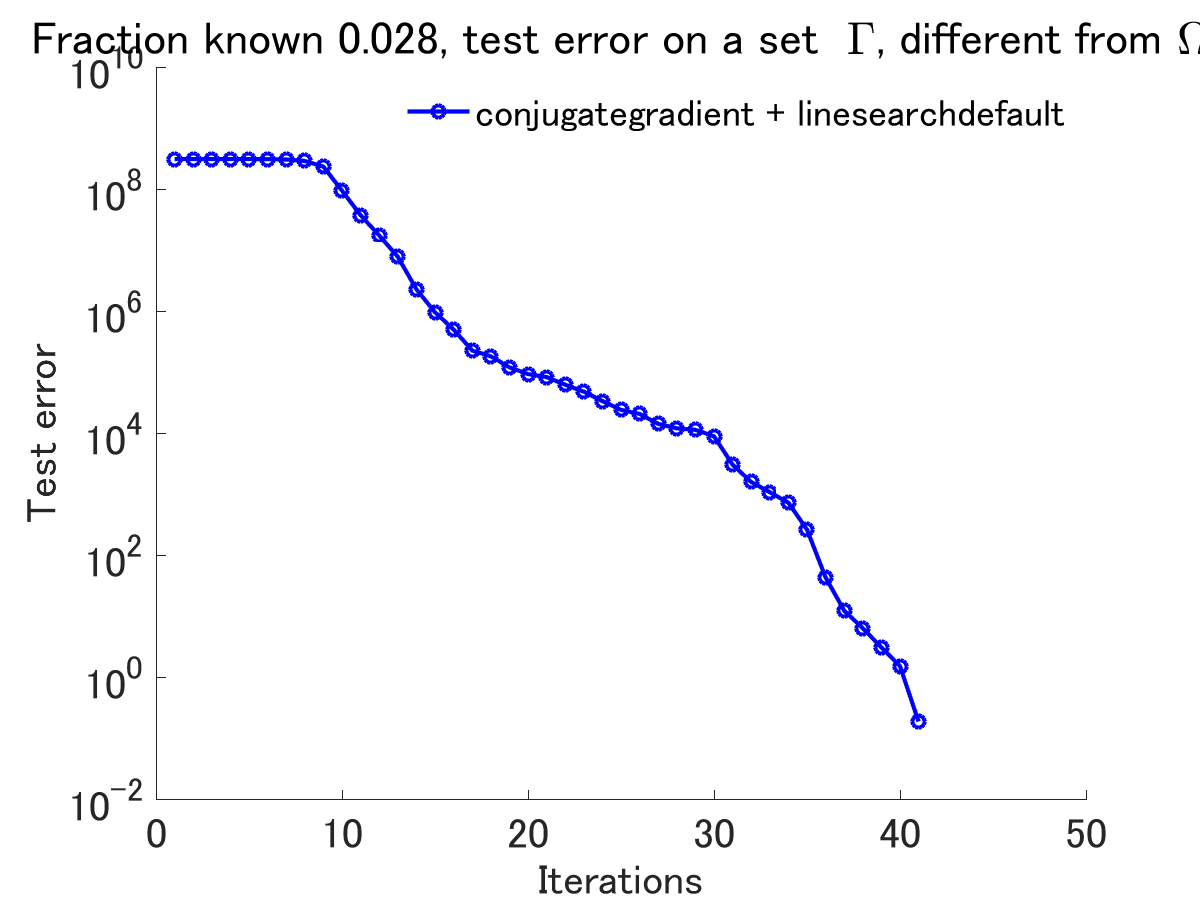 Fraction known 0.028, test error on a set Γ, different from Ω
10^10
conjugategradient + linesearchdefault
10^8
10^6
10^4
10^2
10^0
10^−2
Test error
0 10 20 30 40 50
Iterations